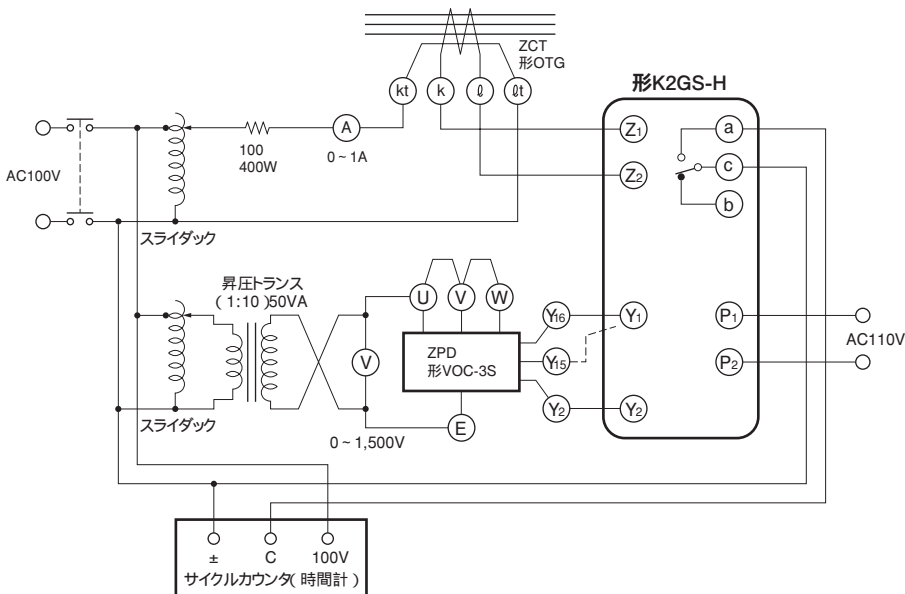 ZCT
形OTG
kt
k
ℓ
ℓt
形K2GS-H
AC100V
100
400W
A
0~1A
スライダック
Z1
Z2
a
c
b
昇圧トランス
(1:10)50VA
スライダック
V
0~1,500V
U
V
W
ZPD
形VOC-3S
E
Y16
Y15
Y2
Y1
Y2
P1
P2
AC110V
±
C
100V
サイクルカウンタ(時間計)